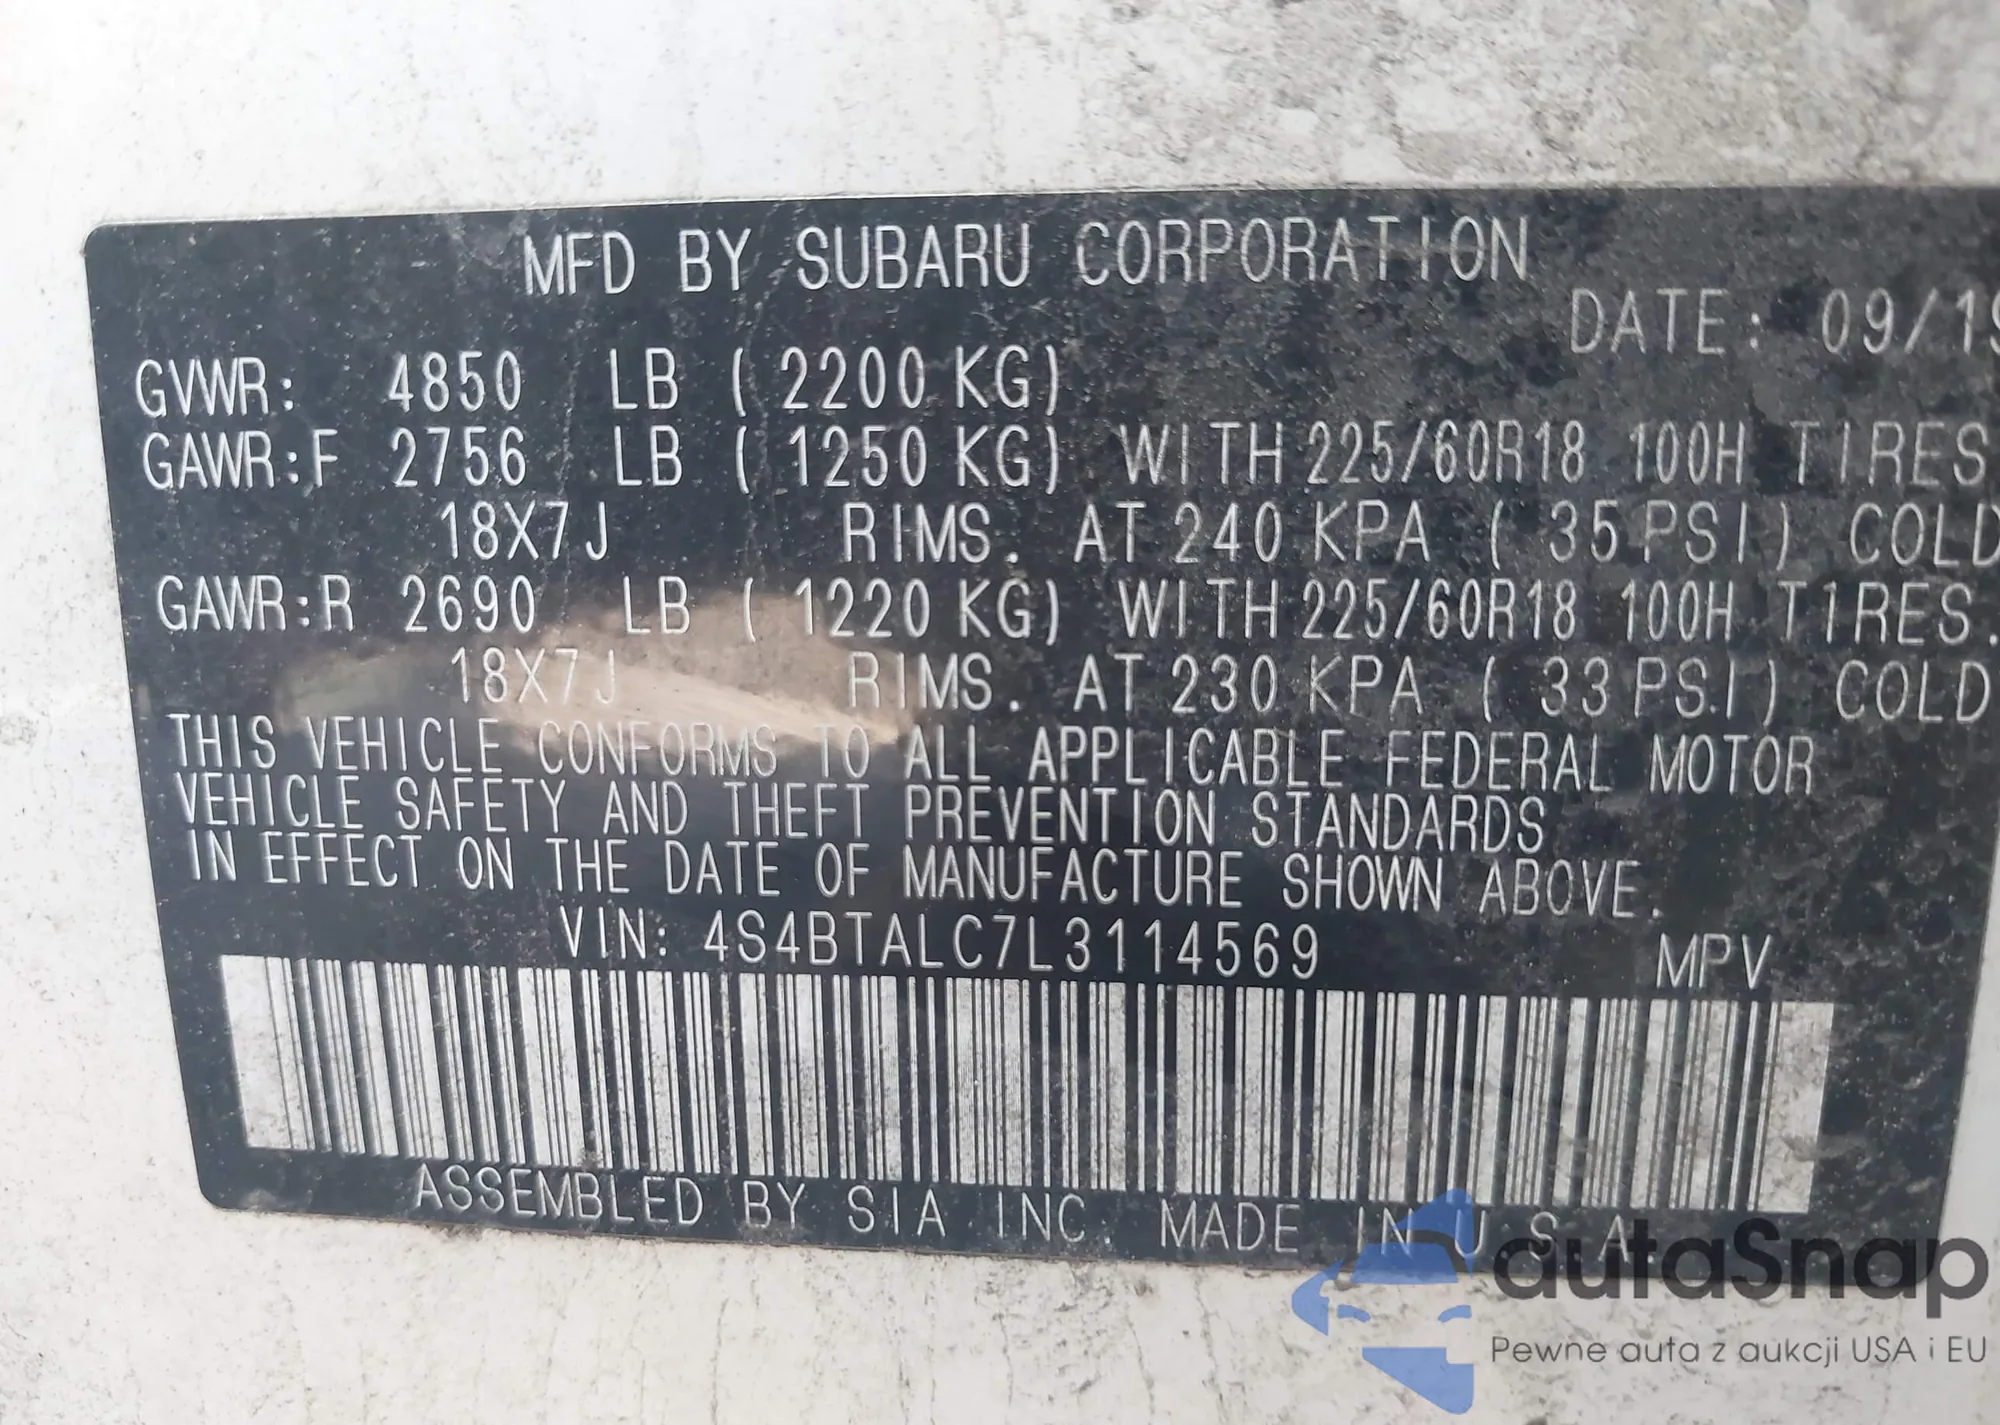 MFD BY SUBARU CORPORATION
DATE: 09/19
GVWR: 4850 LB ( 2200 KG)
GAWR:F 2756 LB ( 1250 KG) WITH 225/60R18 100H TIRES,
18X7J RIMS. AT 240 KPA ( 35 PSI) COLD
GAWR:R 2690 LB ( 1220 KG) WITH 225/60R18 100H TIRES.
18X7J RIMS. AT 230 KPA ( 33 PSI) COLD
THIS VEHICLE CONFORMS TO ALL APPLICABLE FEDERAL MOTOR
VEHICLE SAFETY AND THEFT PREVENTION STANDARDS
IN EFFECT ON THE DATE OF MANUFACTURE SHOWN ABOVE.
VIN: 4S4BTALC7L3114569 MPV
ASSEMBLED BY SIA INC. MADE IN U.S.A.
autaSnap
Pewne auta z aukcji USA i EU